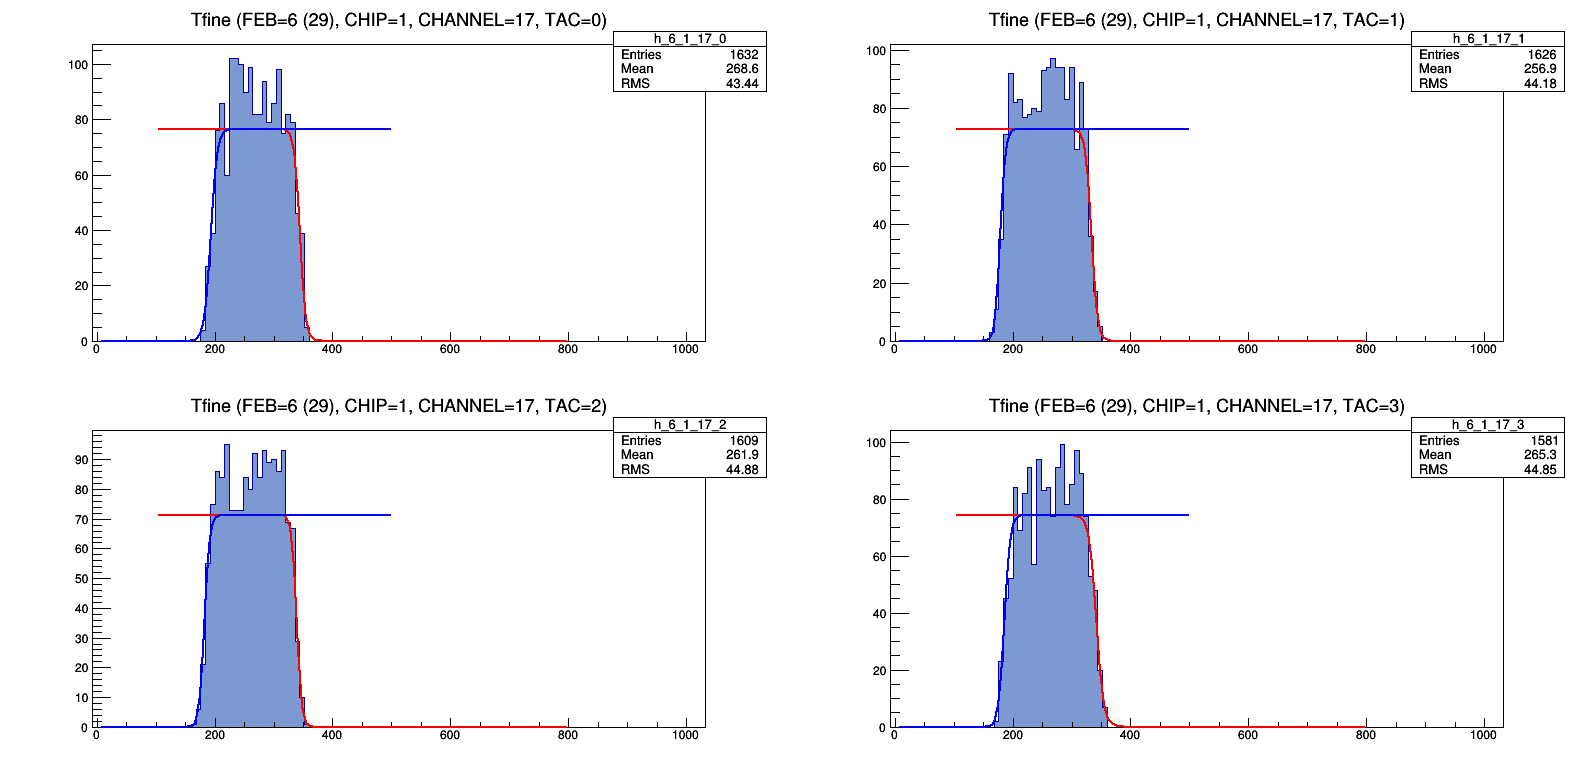 Tfine (FEB=6 (29), CHIP=1, CHANNEL=17, TAC=0)
h_6_1_17_0
Entries 1632
Mean 268.6
RMS 43.44
100
80
60
40
20
0
0 200 400 600 800 1000
Tfine (FEB=6 (29), CHIP=1, CHANNEL=17, TAC=1)
h_6_1_17_1
Entries 1626
Mean 256.9
RMS 44.18
100
80
60
40
20
0
0 200 400 600 800 1000
Tfine (FEB=6 (29), CHIP=1, CHANNEL=17, TAC=2)
h_6_1_17_2
Entries 1609
Mean 261.9
RMS 44.88
90
80
70
60
50
40
30
20
10
0
0 200 400 600 800 1000
Tfine (FEB=6 (29), CHIP=1, CHANNEL=17, TAC=3)
h_6_1_17_3
Entries 1581
Mean 265.3
RMS 44.85
100
80
60
40
20
0
0 200 400 600 800 1000